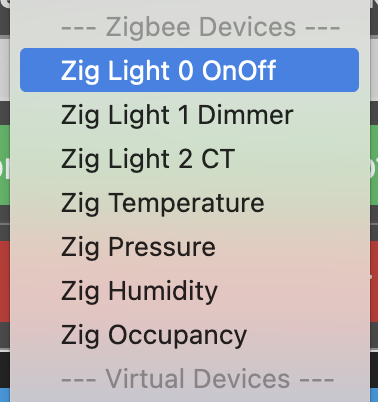 --- Zigbee Devices ---
Zig Light 0 OnOff
Zig Light 1 Dimmer
Zig Light 2 CT
Zig Temperature
Zig Pressure
Zig Humidity
Zig Occupancy
--- Virtual Devices ---